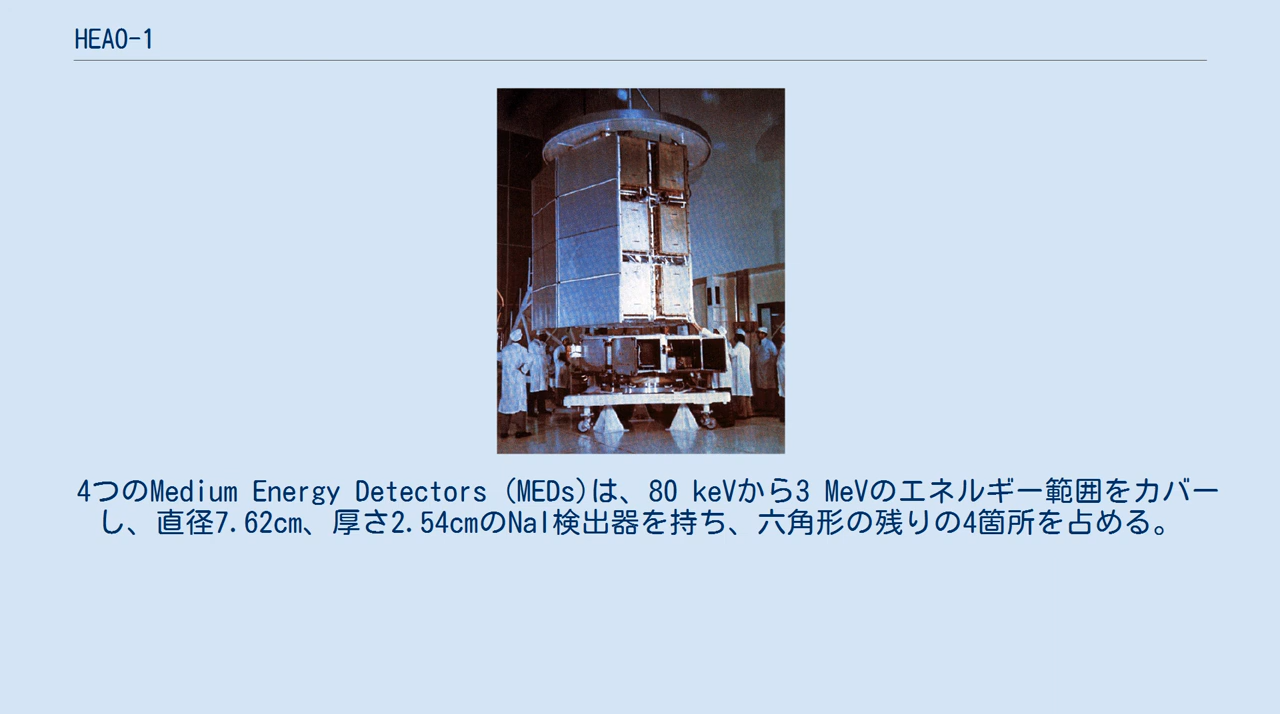 HEAO-1
4つのMedium Energy Detectors (MEDs)は、80 keVから3 MeVのエネルギー範囲をカバー
し、直径7.62cm、厚さ2.54cmのNaI検出器を持ち、六角形の残りの4箇所を占める。